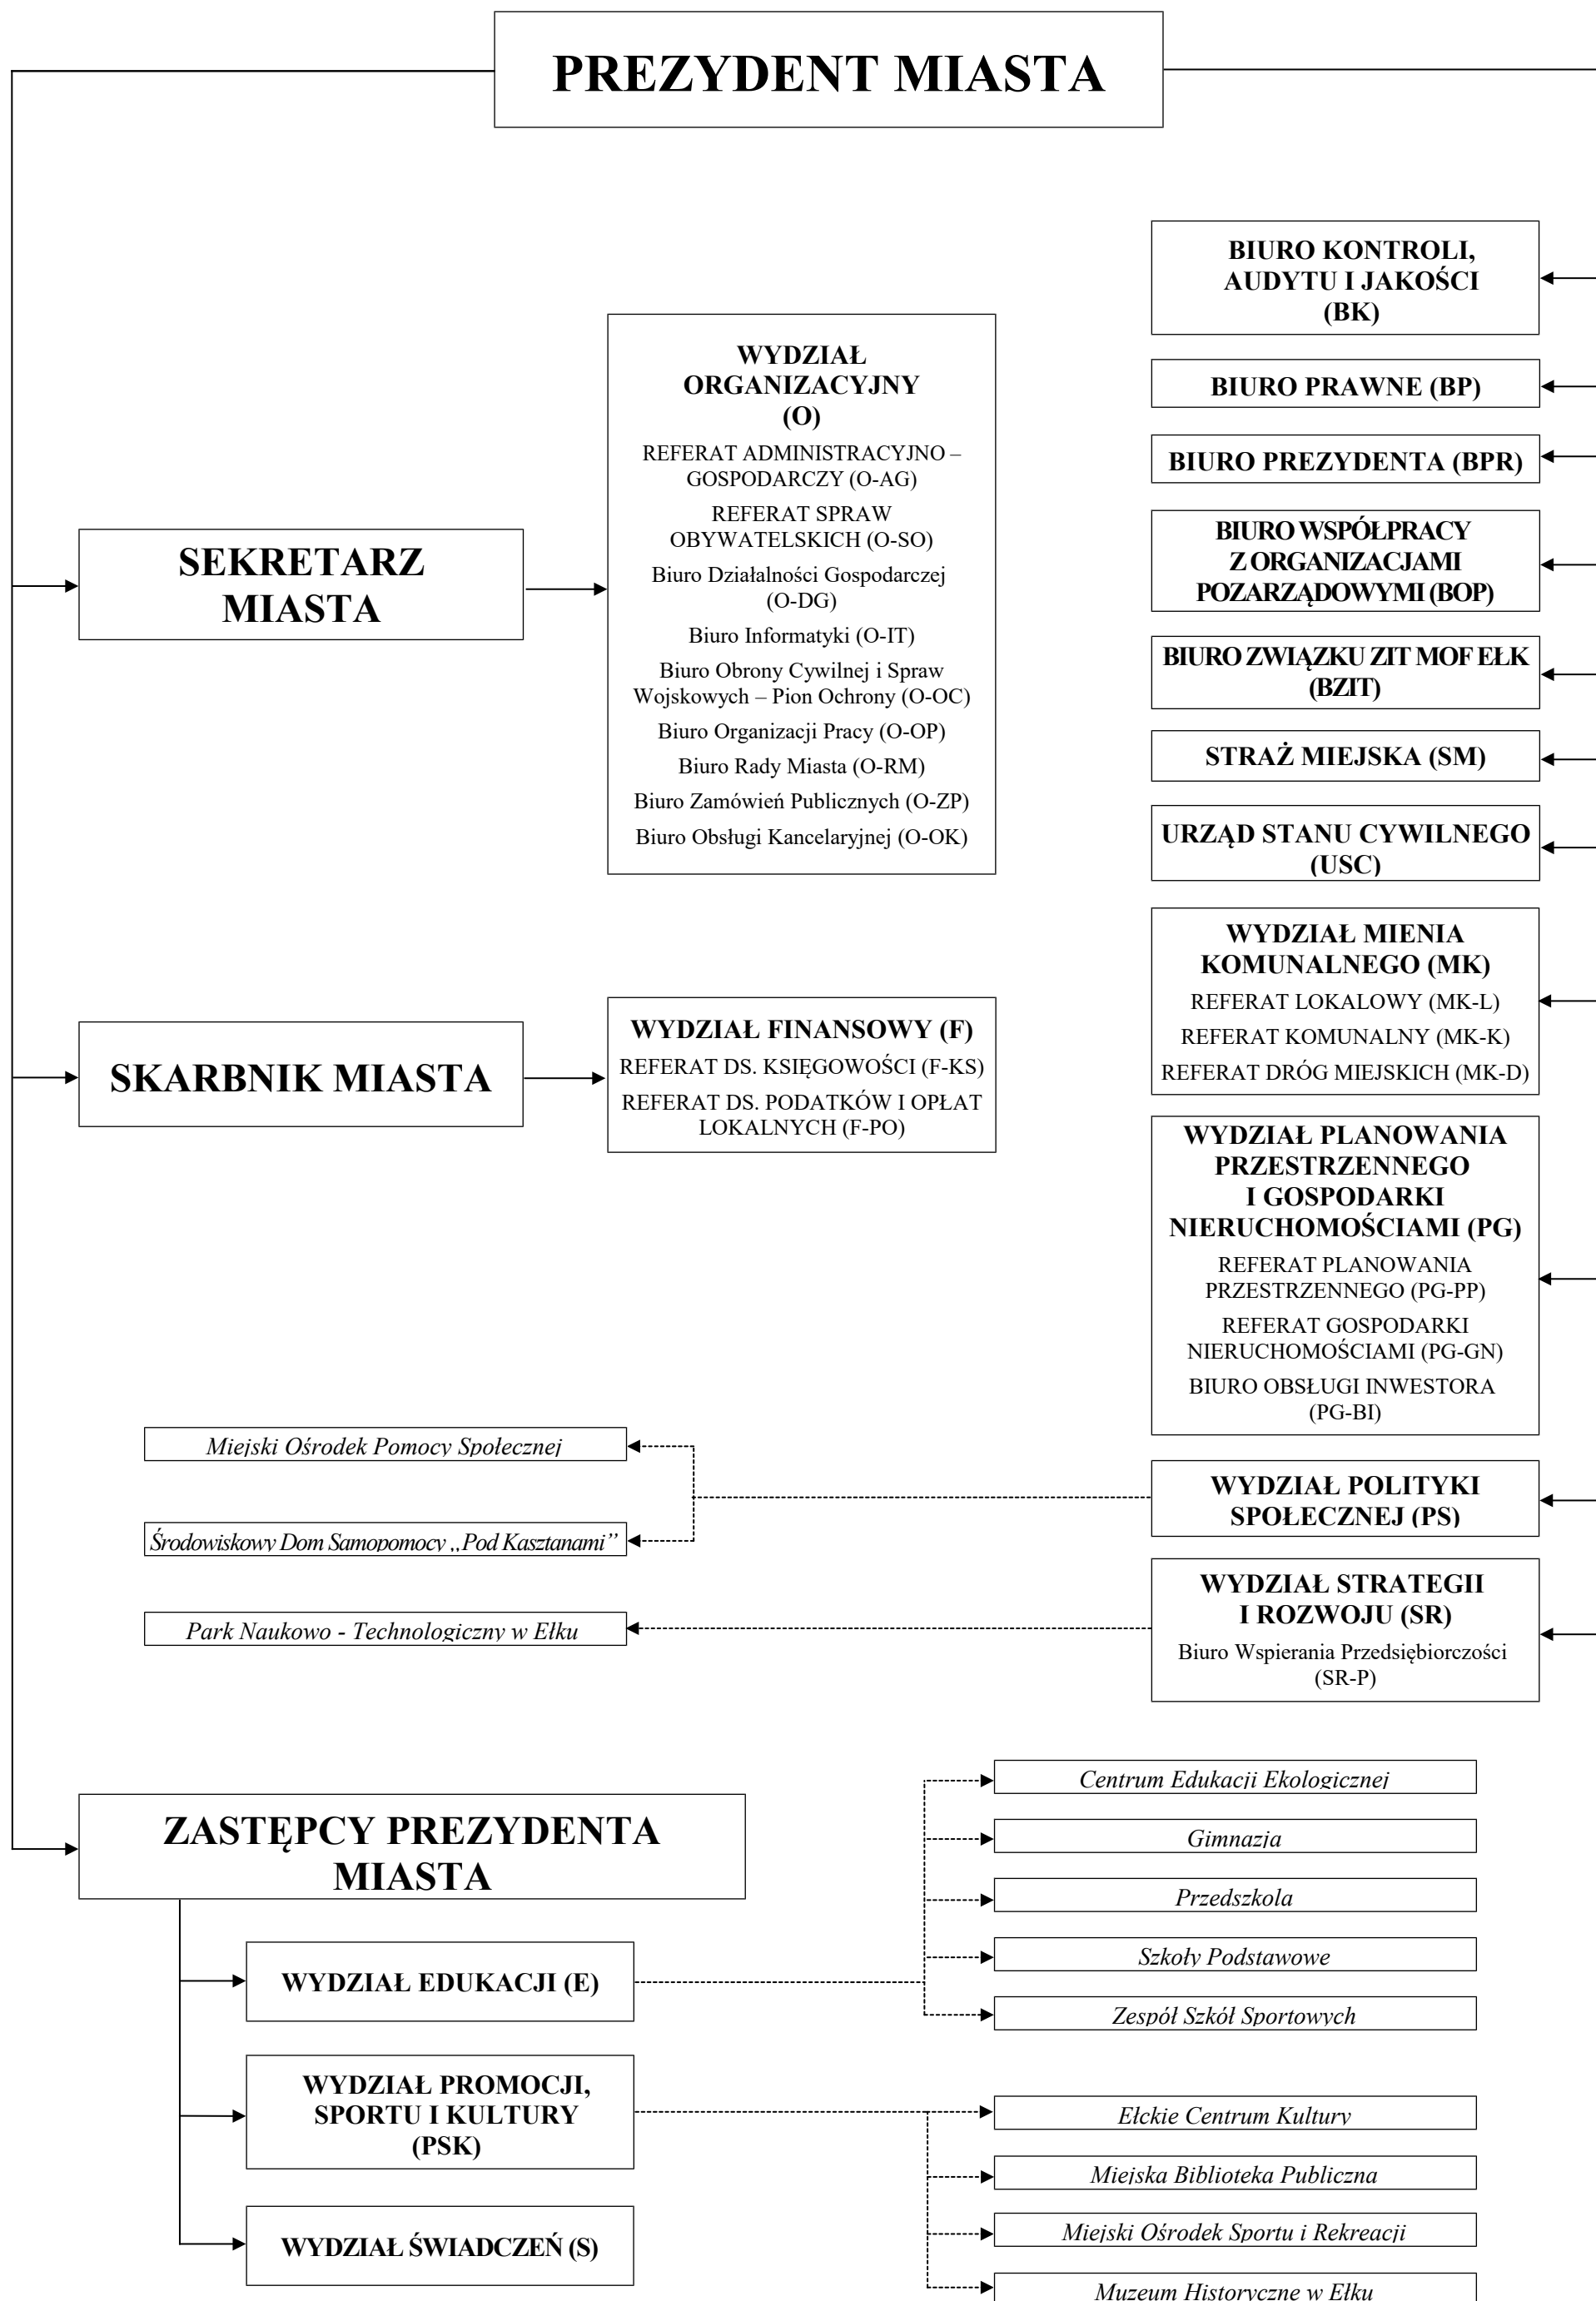 PREZYDENT MIASTA
BIURO KONTROLI,
AUDYTU I JAKOŚCI
(BK)
BIURO PRAWNE (BP)
BIURO PREZYDENTA (BPR)
BIURO WSPÓŁPRACY
Z ORGANIZACJAMI
POZARZĄDOWYMI (BOP)
BIURO ZWIĄZKU ZIT MOF EŁK
(BZIT)
STRAŻ MIEJSKA (SM)
URZĄD STANU CYWILNEGO
(USC)
WYDZIAŁ
ORGANIZACYJNY
(O)
REFERAT ADMINISTRACYJNO –
GOSPODARCZY (O-AG)
REFERAT SPRAW
OBYWATELSKICH (O-SO)
Biuro Działalności Gospodarczej
(O-DG)
Biuro Informatyki (O-IT)
Biuro Obrony Cywilnej i Spraw
Wojskowych – Pion Ochrony (O-OC)
Biuro Organizacji Pracy (O-OP)
Biuro Rady Miasta (O-RM)
Biuro Zamówień Publicznych (O-ZP)
Biuro Obsługi Kancelaryjnej (O-OK)
SEKRETARZ
MIASTA
WYDZIAŁ MIENIA
KOMUNALNEGO (MK)
REFERAT LOKALOWY (MK-L)
REFERAT KOMUNALNY (MK-K)
REFERAT DRÓG MIEJSKICH (MK-D)
SKARBNIK MIASTA
WYDZIAŁ FINANSOWY (F)
REFERAT DS. KSIĘGOWOŚCI (F-KS)
REFERAT DS. PODATKÓW I OPŁAT
LOKALNYCH (F-PO)
WYDZIAŁ PLANOWANIA
PRZESTRZENNEGO
I GOSPODARKI
NIERUCHOMOŚCIAMI (PG)
REFERAT PLANOWANIA
PRZESTRZENNEGO (PG-PP)
REFERAT GOSPODARKI
NIERUCHOMOŚCIAMI (PG-GN)
BIURO OBSŁUGI INWESTORA
(PG-BI)
Miejski Ośrodek Pomocy Społecznej
Środowiskowy Dom Samopomocy „Pod Kasztanami”
WYDZIAŁ POLITYKI
SPOŁECZNEJ (PS)
Park Naukowo - Technologiczny w Ełku
WYDZIAŁ STRATEGII
I ROZWOJU (SR)
Biuro Wspierania Przedsiębiorczości
(SR-P)
ZASTĘPCY PREZYDENTA
MIASTA
WYDZIAŁ EDUKACJI (E)
Centrum Edukacji Ekologicznej
Gimnazja
Przedszkola
Szkoły Podstawowe
Zespół Szkół Sportowych
WYDZIAŁ PROMOCJI,
SPORTU I KULTURY
(PSK)
Ełckie Centrum Kultury
Miejska Biblioteka Publiczna
Miejski Ośrodek Sportu i Rekreacji
Muzeum Historyczne w Ełku
WYDZIAŁ ŚWIADCZEŃ (S)